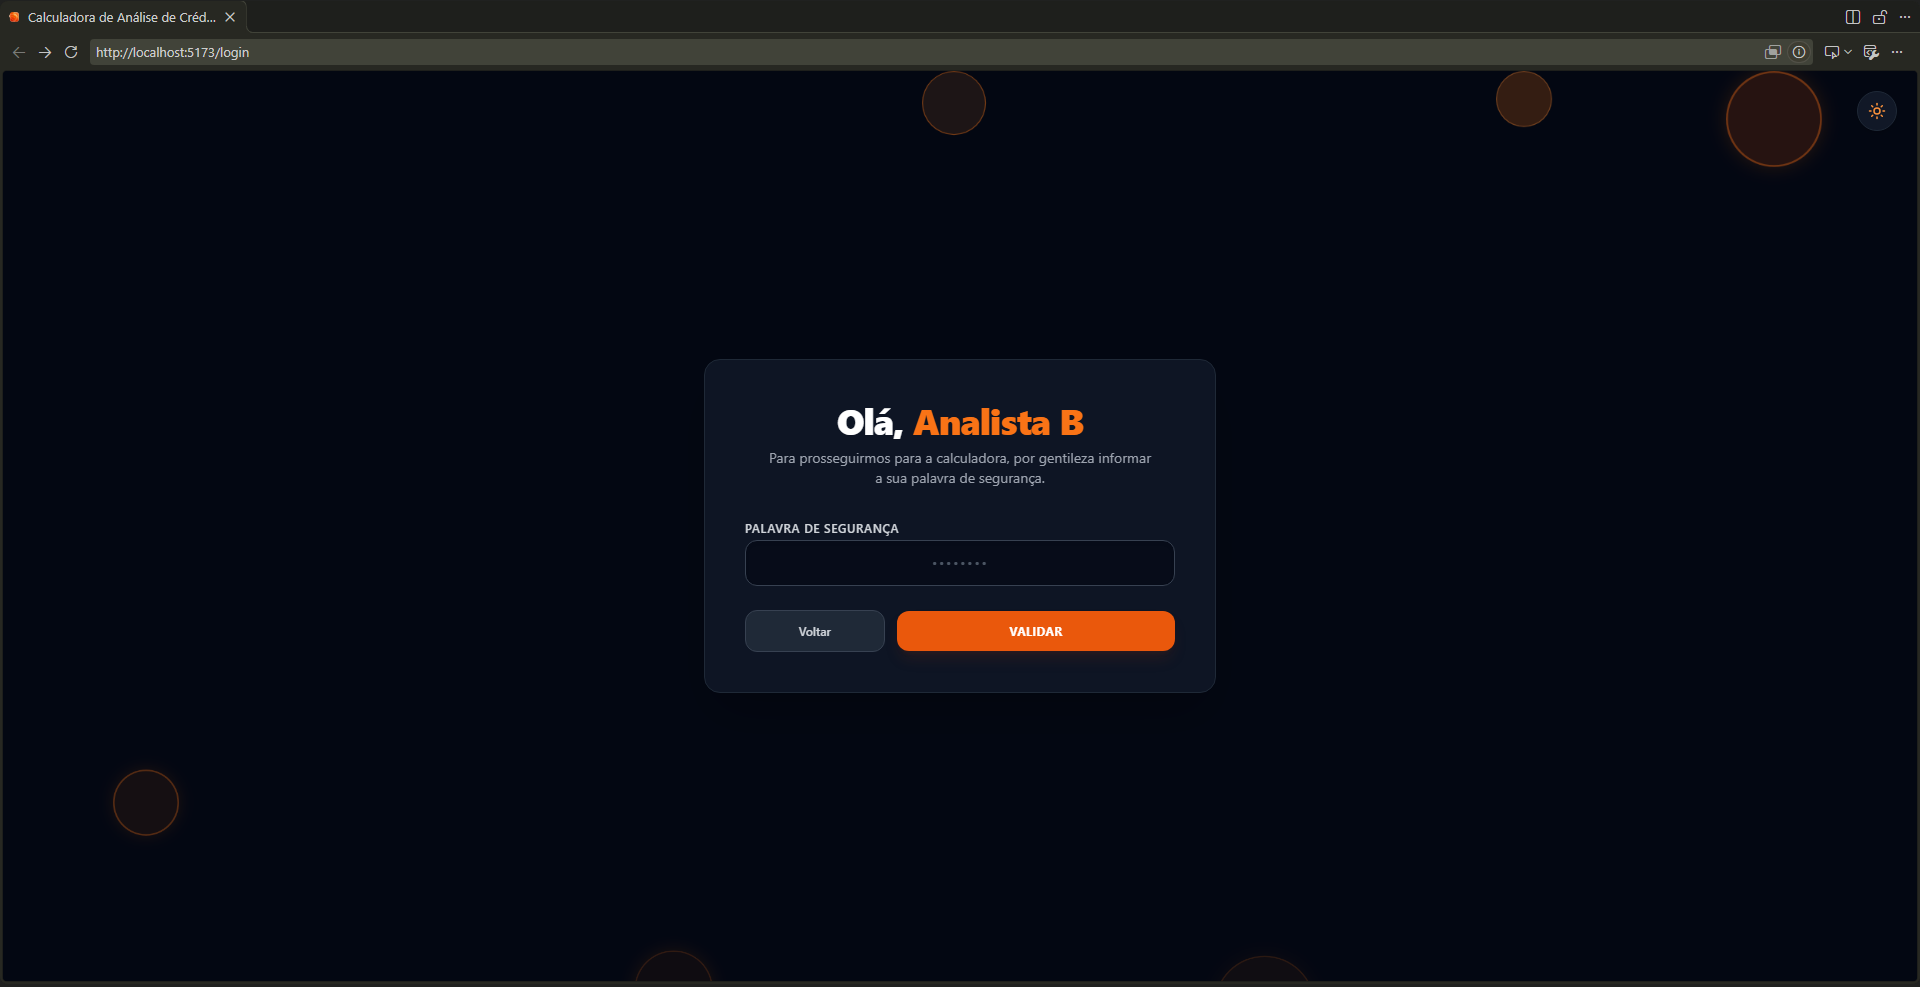 Calculadora de Análise de Créd...
http://localhost:5173/login
Olá, Analista B
Para prosseguirmos para a calculadora, por gentileza informar
a sua palavra de segurança.
PALAVRA DE SEGURANÇA
••••••••
Voltar
VALIDAR